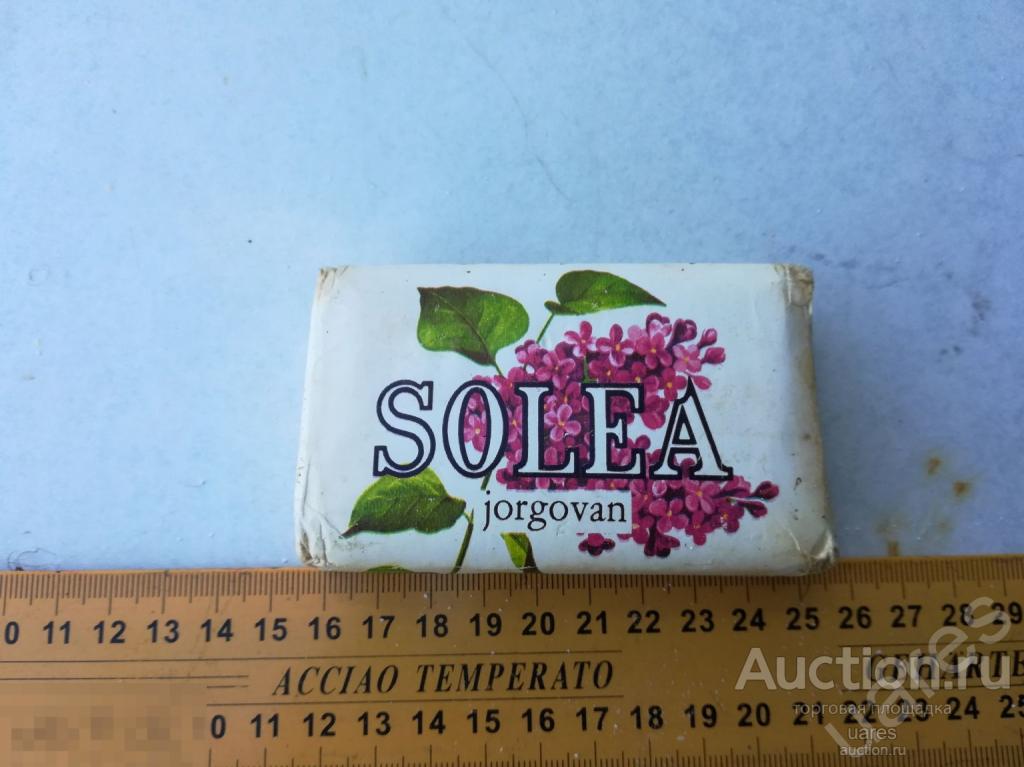 SOLEA
jorgovan
0 11 12 13 14 15 16 17 18 19 20 21 22 23 24 25 26 27 28 29
ACCIAO TEMPERATO
0 11 12 13 14 15 16 17 18 19 20 21 22 23 24 25
Auction.ru
торговая площадка
uares
auction.ru
uares